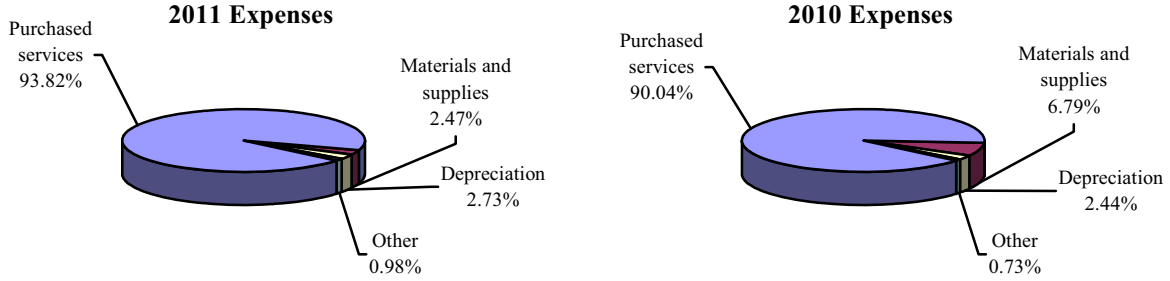 2011 Expenses
Purchased
services
93.82%
Materials and
supplies
2.47%
Depreciation
2.73%
Other
0.98%
2010 Expenses
Purchased
services
90.04%
Materials and
supplies
6.79%
Depreciation
2.44%
Other
0.73%